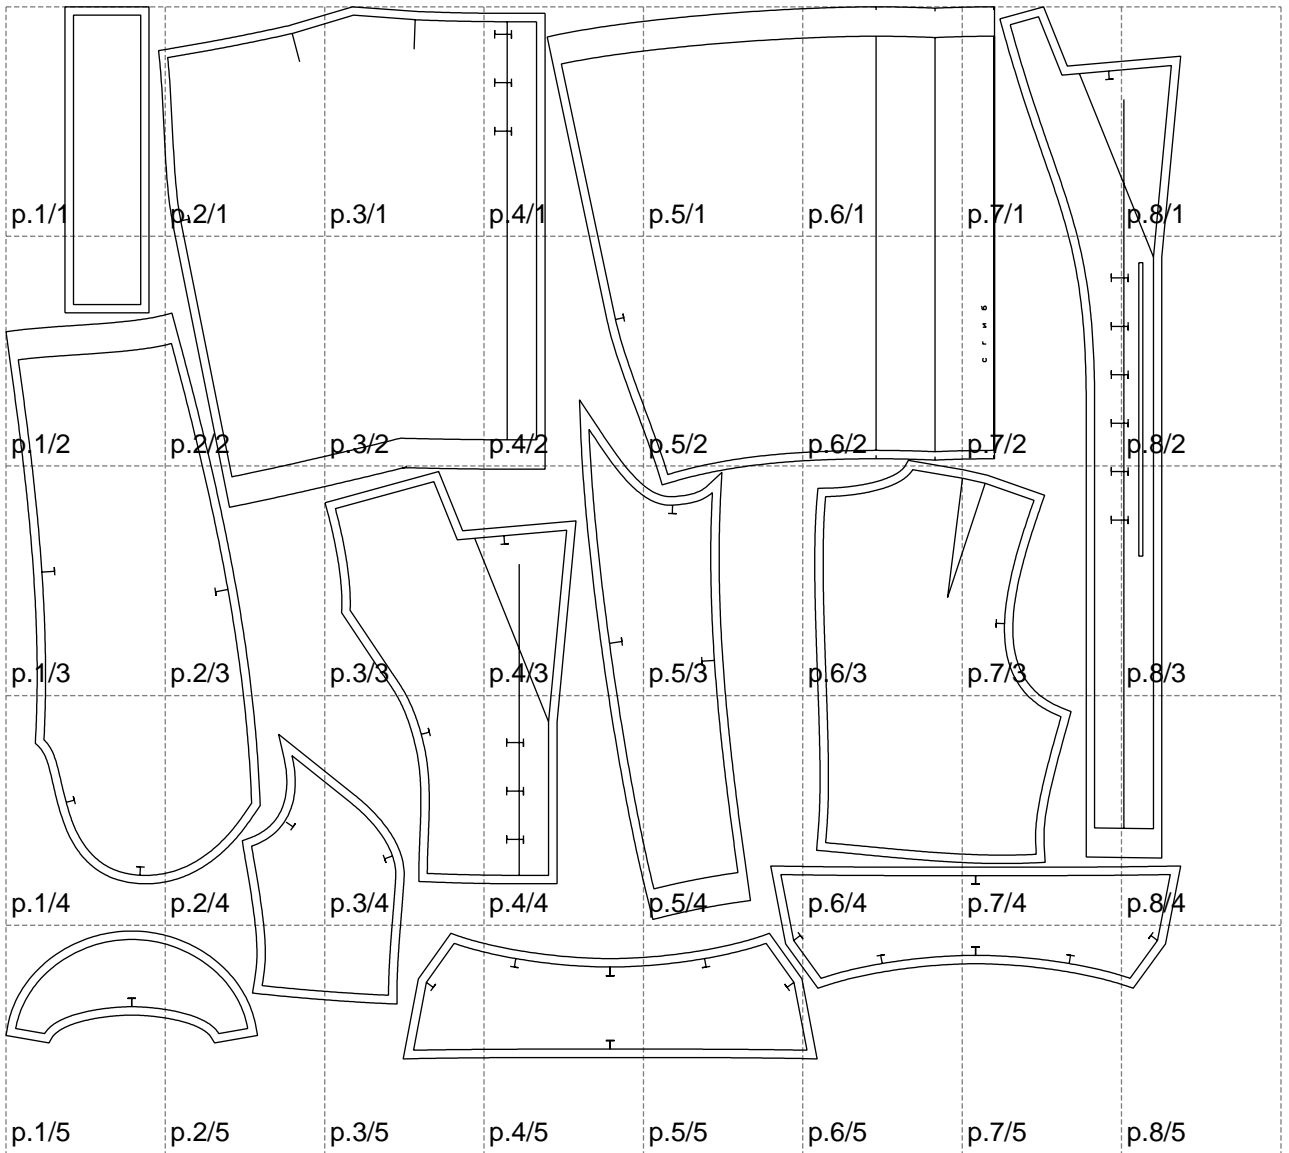 p.1/1 p.2/1 p.3/1 p.4/1 p.5/1 p.6/1 p.7/1 p.8/1
сгиб
p.1/2 p.2/2 p.3/2 p.4/2 p.5/2 p.6/2 p.7/2 p.8/2
p.1/3 p.2/3 p.3/3 p.4/3 p.5/3 p.6/3 p.7/3 p.8/3
p.1/4 p.2/4 p.3/4 p.4/4 p.5/4 p.6/4 p.7/4 p.8/4
p.1/5 p.2/5 p.3/5 p.4/5 p.5/5 p.6/5 p.7/5 p.8/5